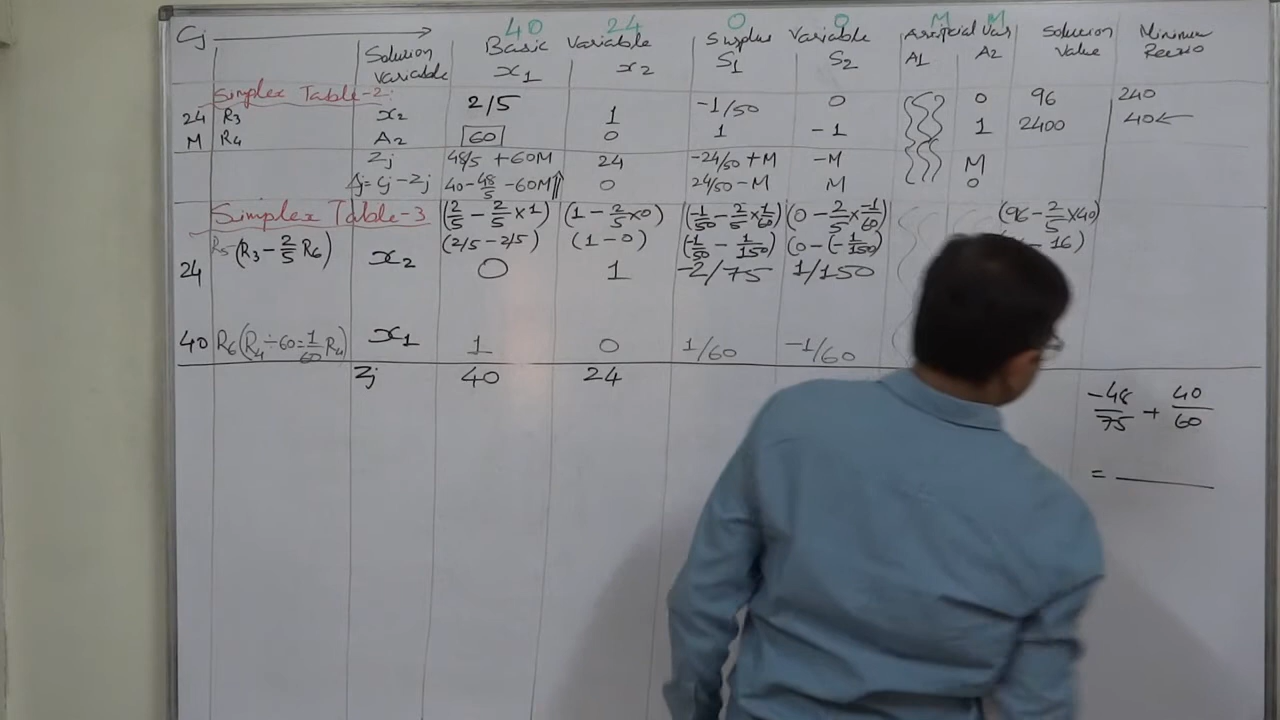 40 24 0 0 M M
Cj Solution Variable Basic Variable Surplus Variable Artificial Var Solution Value Minimum
x1 x2 S1 S2 A1 A2
Simplex Table-2
24 R3 x2 2/5 1 -1/50 0 0 96 240
M R4 A2 60 0 1 -1 1 2400 40←
Zj 48/5 + 60M 24 -24/50 + M -M M
Δj = Cj - Zj 40 - 48/5 - 60M 0 24/50 - M M 0
Simplex Table-3 (2/5 - 2/5 × 1) (1 - 2/5 × 0) (-1/50 - 2/5 × 1/60) (0 - 2/5 × -1/60) (96 - 2/5 × 40)
R5 (R3 - 2/5 R6) (2/5 - 2/5) (1 - 0) (-1/50 - 1/150) (0 - (-1/150)) - 16)
24 x2 0 1 -2/75 1/150
40 R6 (R4 ÷ 60 = 1/60 R4) x1 1 0 1/60 -1/60
Zj 40 24
-48/75 + 40/60
=